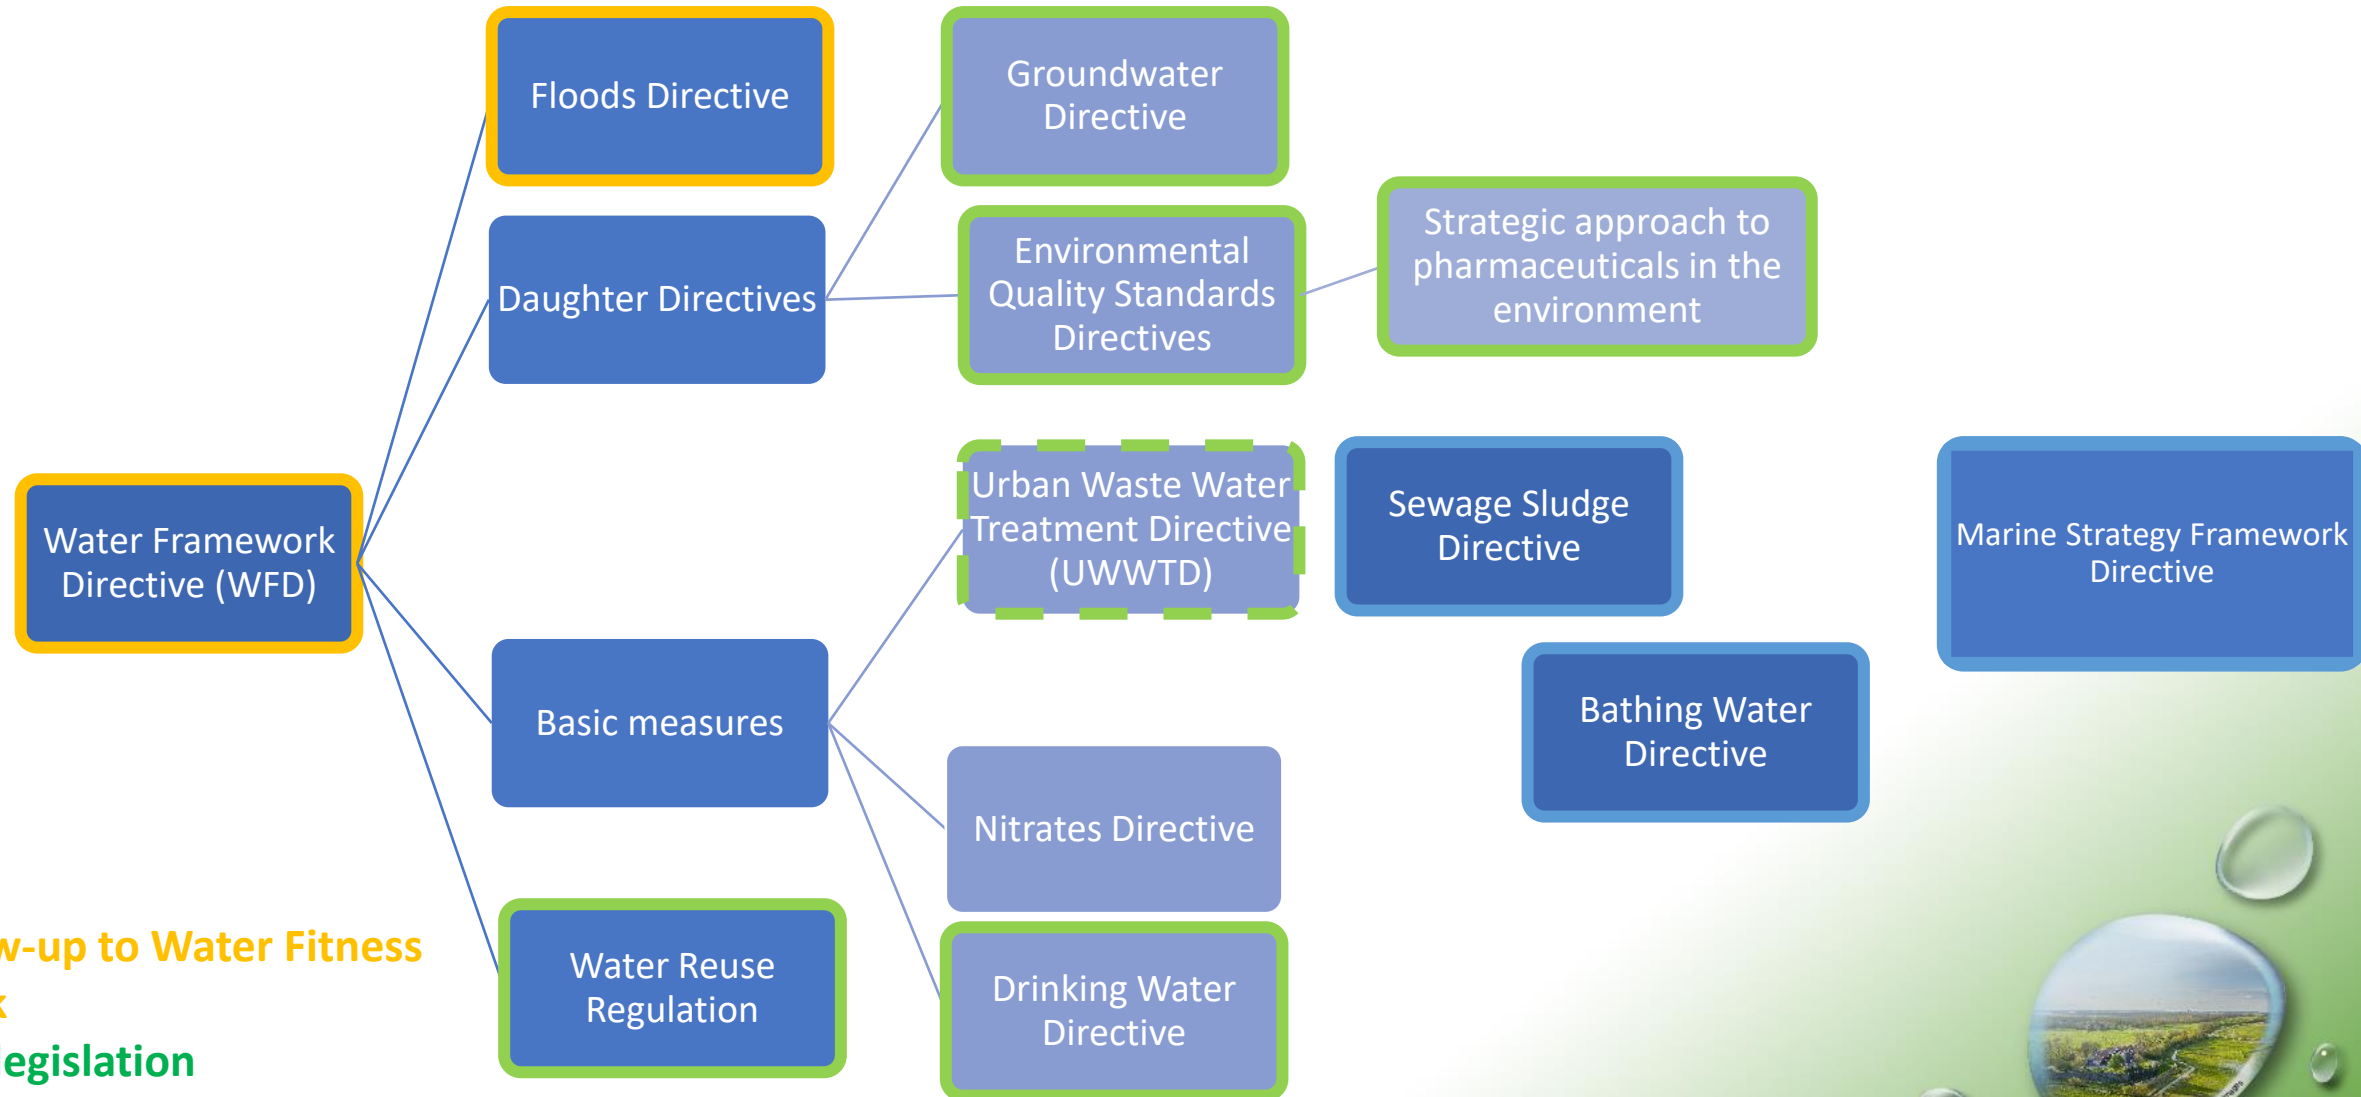 Floods Directive
Groundwater
Directive
Daughter Directives
Environmental
Quality Standards
Directives
Strategic approach to
pharmaceuticals in the
environment
Water Framework
Directive (WFD)
Urban Waste Water
Treatment Directive
(UWWTD)
Sewage Sludge
Directive
Marine Strategy Framework
Directive
Basic measures
Bathing Water
Directive
Nitrates Directive
Water Reuse
Regulation
Drinking Water
Directive
w-up to Water Fitness
k
legislation